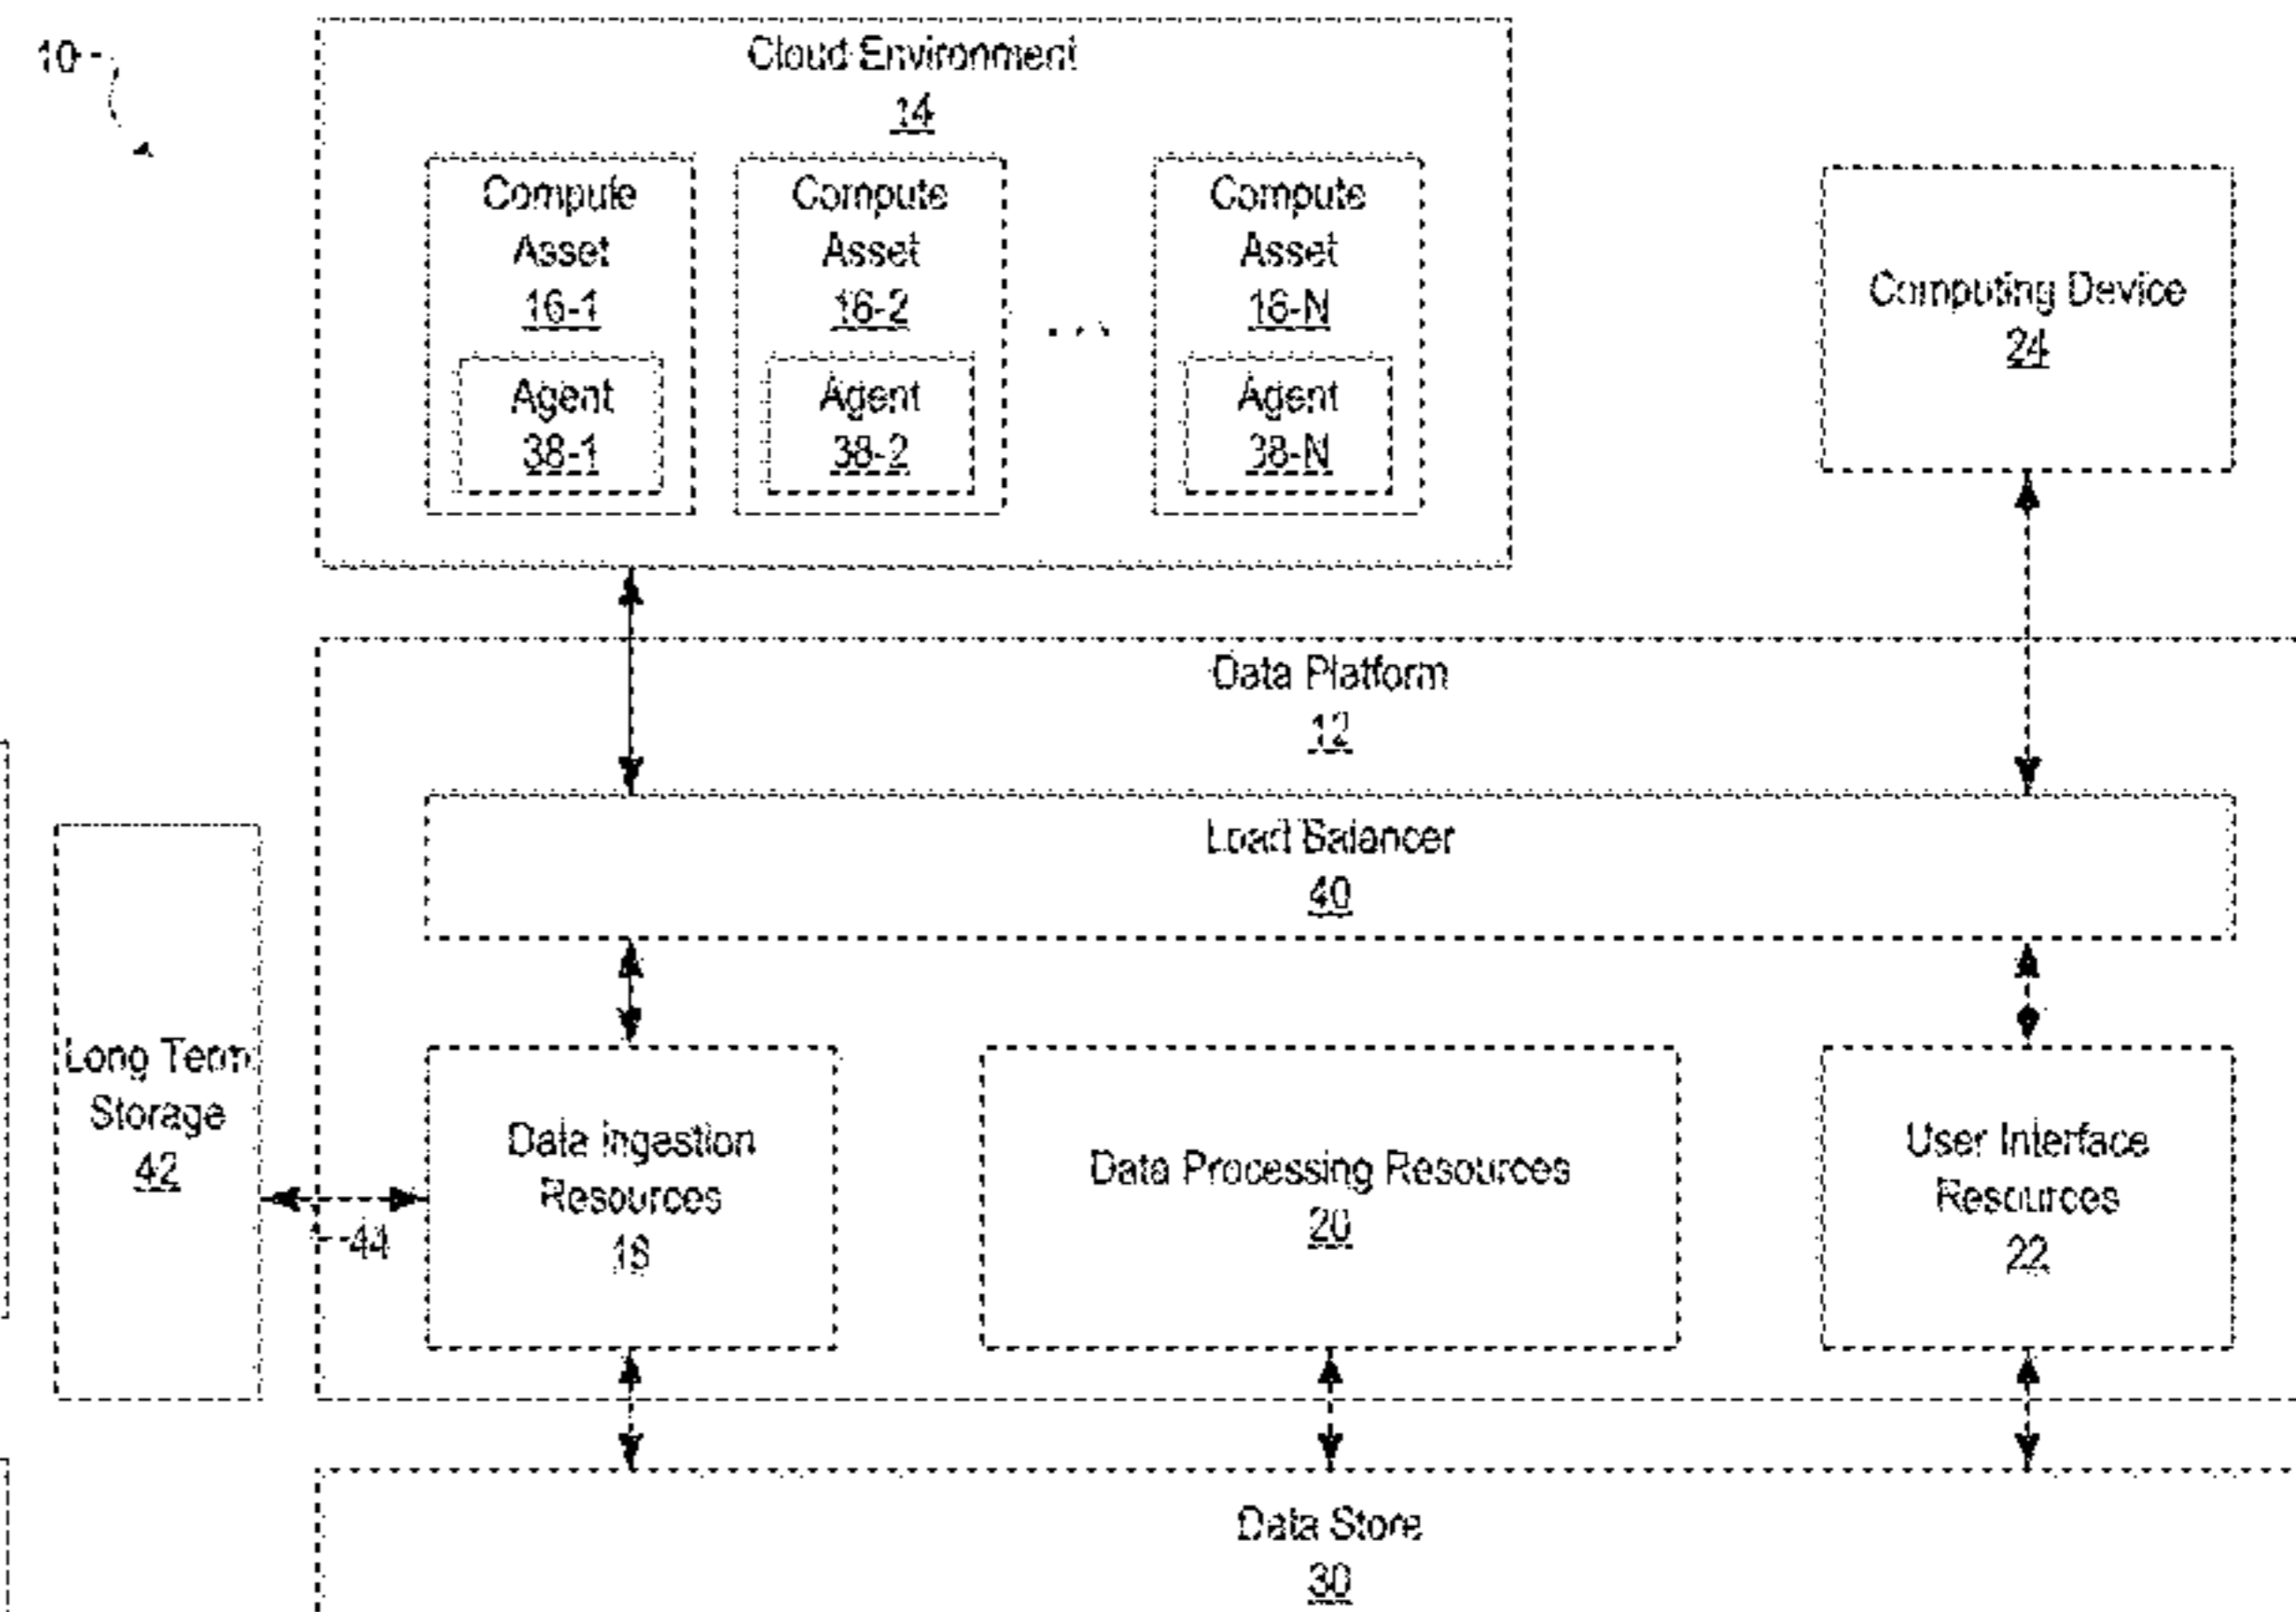 10
Cloud Environment
14
Compute
Asset
16-1
Agent
38-1
Compute
Asset
16-2
Agent
38-2
...
Compute
Asset
16-N
Agent
38-N
Computing Device
24
Data Platform
12
Load Balancer
40
Long Term
Storage
42
44
Data Ingestion
Resources
18
Data Processing Resources
20
User Interface
Resources
22
Data Store
30